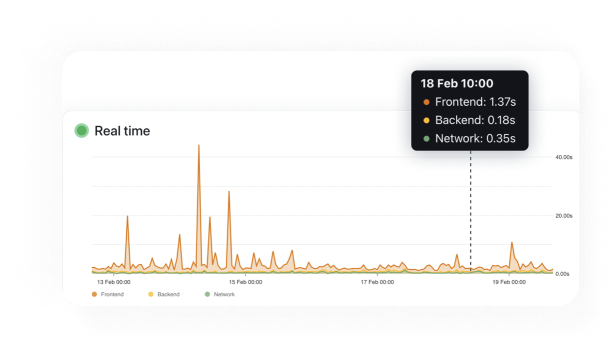 18 Feb 10:00
Frontend: 1.37s
Backend: 0.18s
Network: 0.35s
Real time
40.00s
20.00s
0.00s
13 Feb 00:00
15 Feb 00:00
17 Feb 00:00
19 Feb 00:00
Frontend
Backend
Network